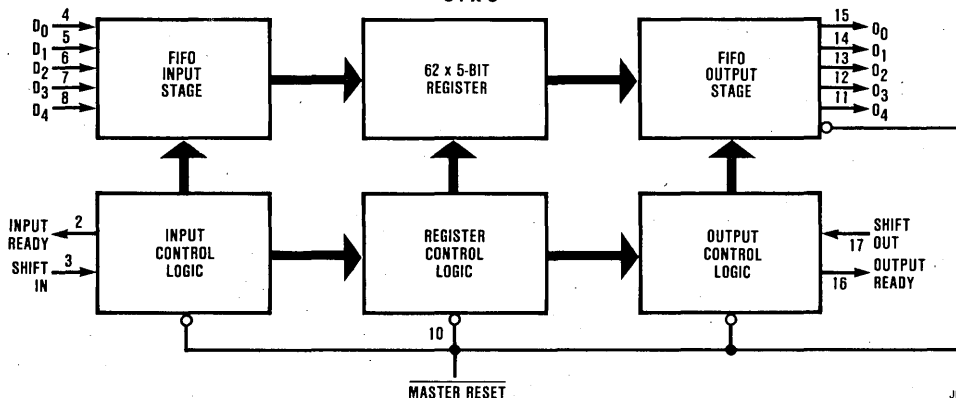 D0 4
D1 5
D2 6
D3 7
D4 8
FIFO
INPUT
STAGE
62 x 5-BIT
REGISTER
FIFO
OUTPUT
STAGE
15 O0
14 O1
13 O2
12 O3
11 O4
INPUT
READY
2
SHIFT
IN
3
INPUT
CONTROL
LOGIC
REGISTER
CONTROL
LOGIC
OUTPUT
CONTROL
LOGIC
SHIFT
OUT
17
OUTPUT
READY
16
10
MASTER RESET